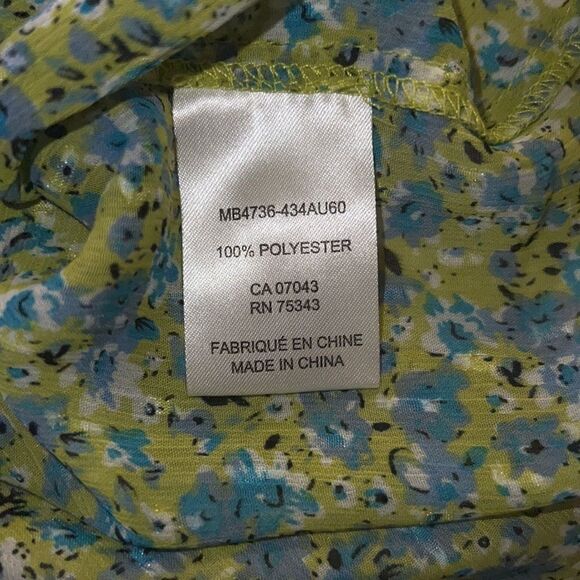 MB4736-434AU60
100% POLYESTER
CA 07043
RN 75343
FABRIQUÉ EN CHINE
MADE IN CHINA